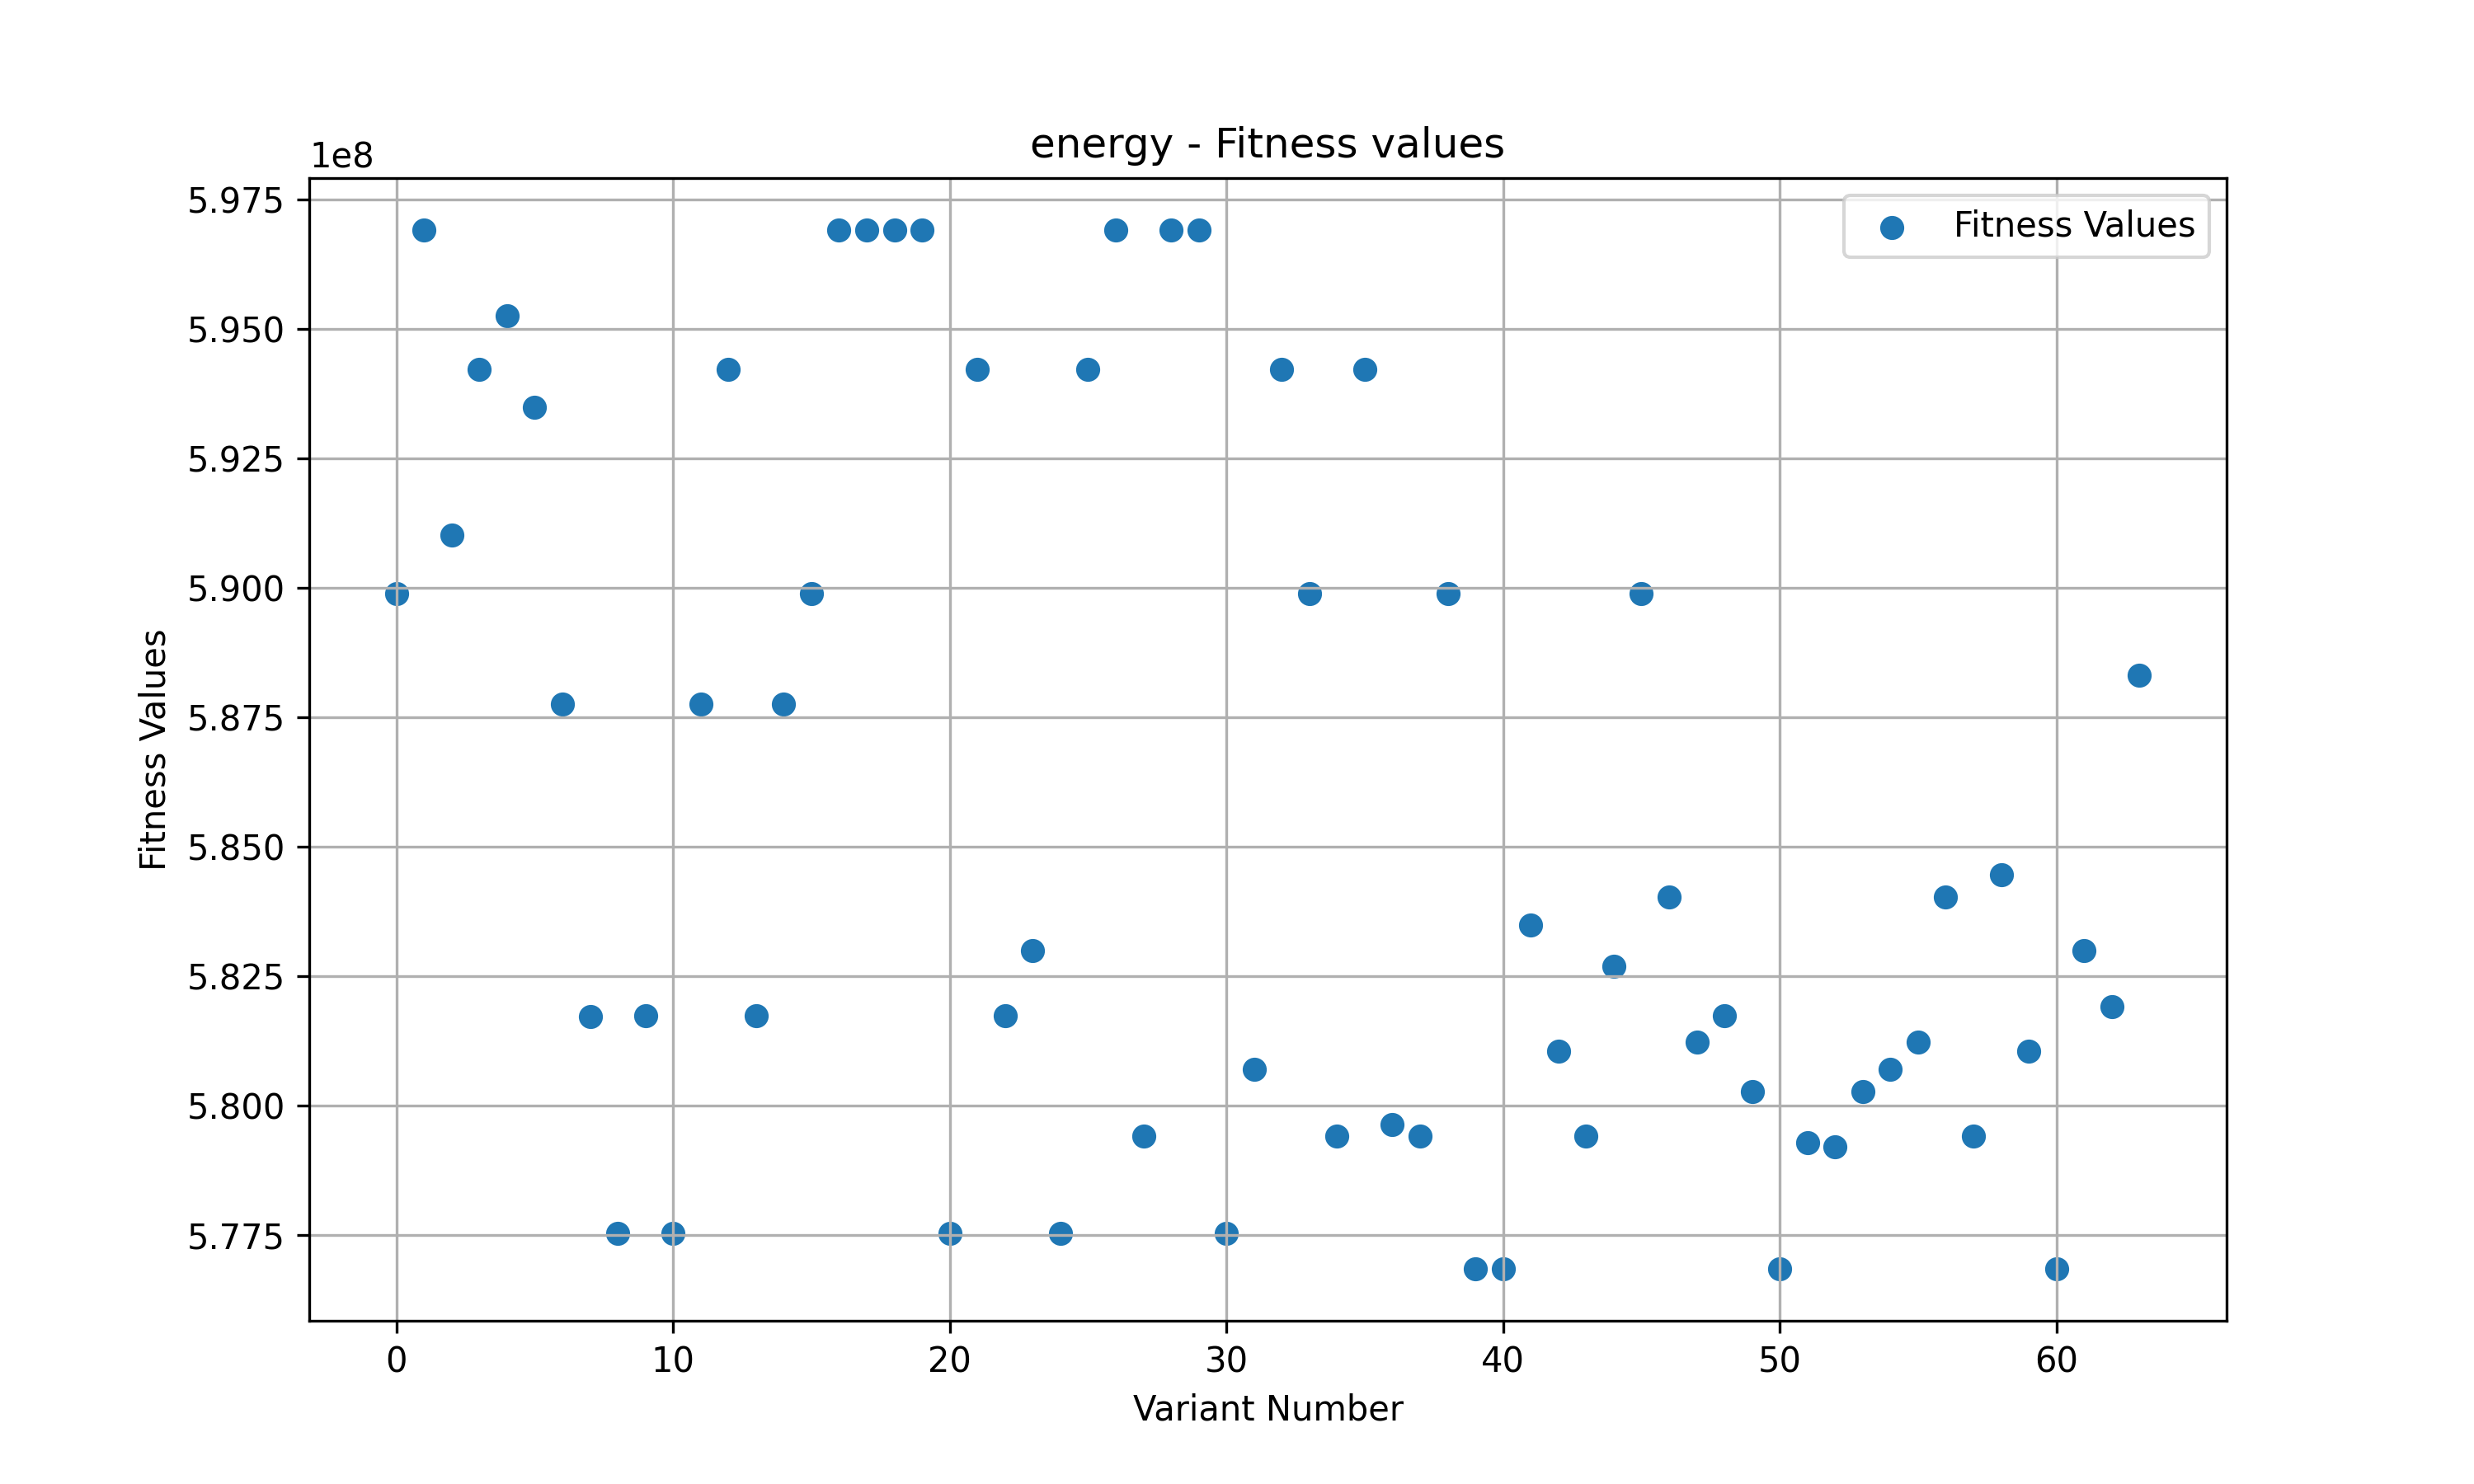 energy - Fitness values
1e8
5.975
5.950
5.925
5.900
5.875
5.850
5.825
5.800
5.775
Fitness Values
Fitness Values
0 10 20 30 40 50 60
Variant Number